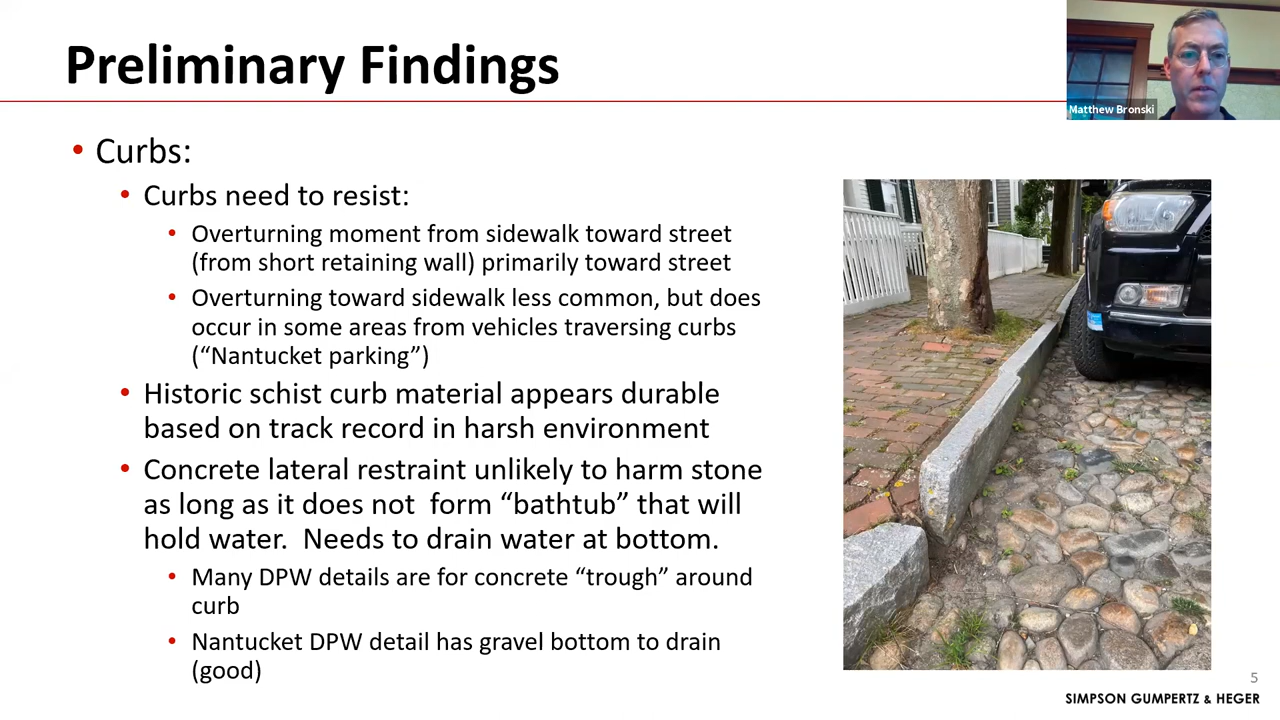 Preliminary Findings
Matthew Bronski
• Curbs:
• Curbs need to resist:
• Overturning moment from sidewalk toward street
(from short retaining wall) primarily toward street
• Overturning toward sidewalk less common, but does
occur in some areas from vehicles traversing curbs
(“Nantucket parking”)
• Historic schist curb material appears durable
based on track record in harsh environment
• Concrete lateral restraint unlikely to harm stone
as long as it does not  form “bathtub” that will
hold water.  Needs to drain water at bottom.
• Many DPW details are for concrete “trough” around
curb
• Nantucket DPW detail has gravel bottom to drain
(good)
5
SIMPSON GUMPERTZ & HEGER